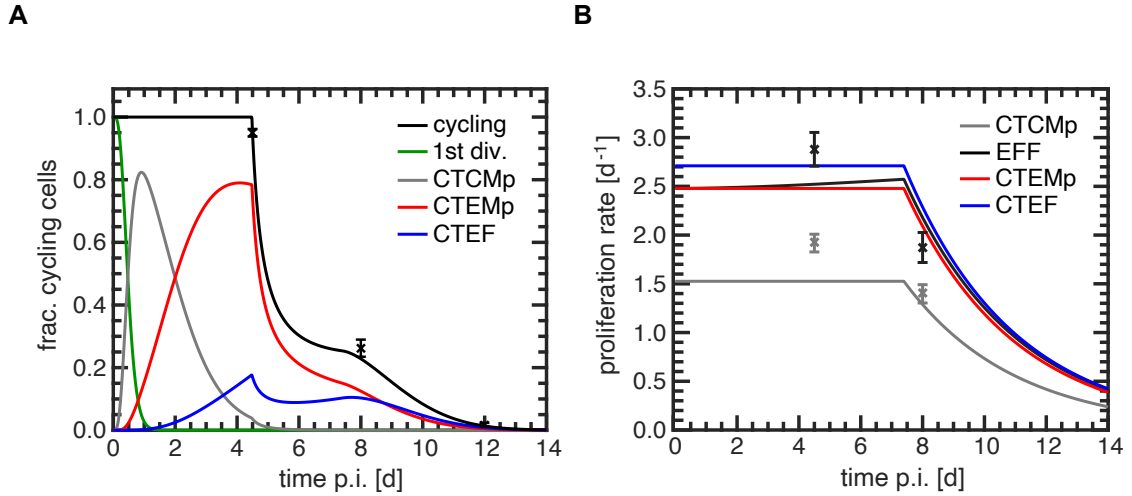 A
B
frac. cycling cells
1.0
0.8
0.6
0.4
0.2
0.0
0 2 4 6 8 10 12 14
time p.i. [d]
cycling
1st div.
CTCMp
CTEMp
CTEF
proliferation rate [d⁻¹]
3.5
3.0
2.5
2.0
1.5
1.0
0.5
0.0
0 2 4 6 8 10 12 14
time p.i. [d]
CTCMp
EFF
CTEMp
CTEF